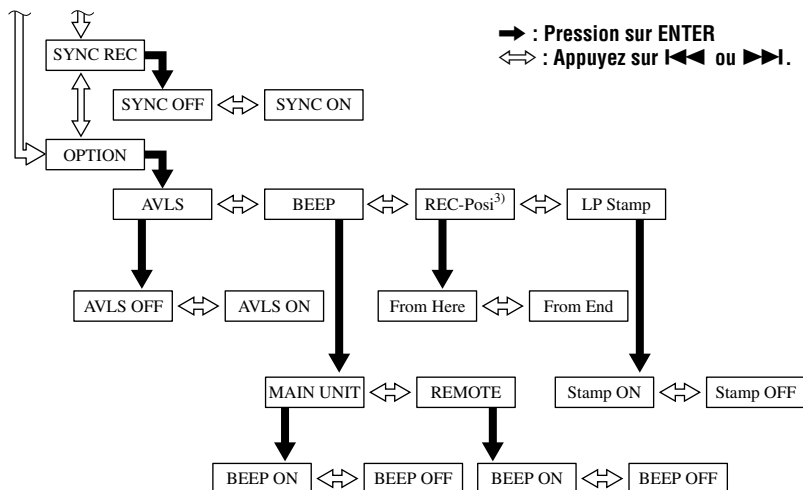 SYNC REC
➡ : Pression sur ENTER
⇔ : Appuyez sur I◀◀ ou ▶▶I.
SYNC OFF SYNC ON
OPTION
AVLS BEEP REC-Posi3) LP Stamp
AVLS OFF AVLS ON From Here From End
MAIN UNIT REMOTE Stamp ON Stamp OFF
BEEP ON BEEP OFF BEEP ON BEEP OFF